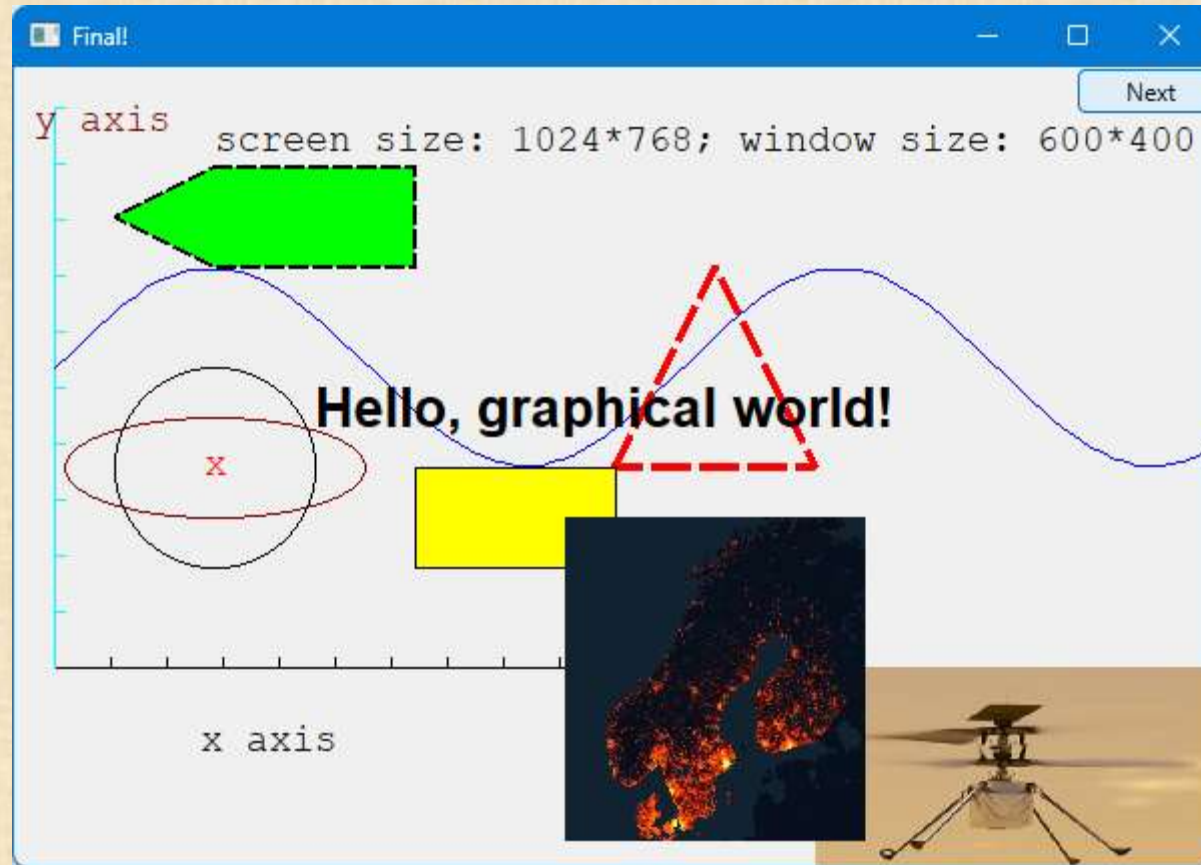 Final!
Next
y axis
screen size: 1024*768; window size: 600*400
Hello, graphical world!
x
x axis